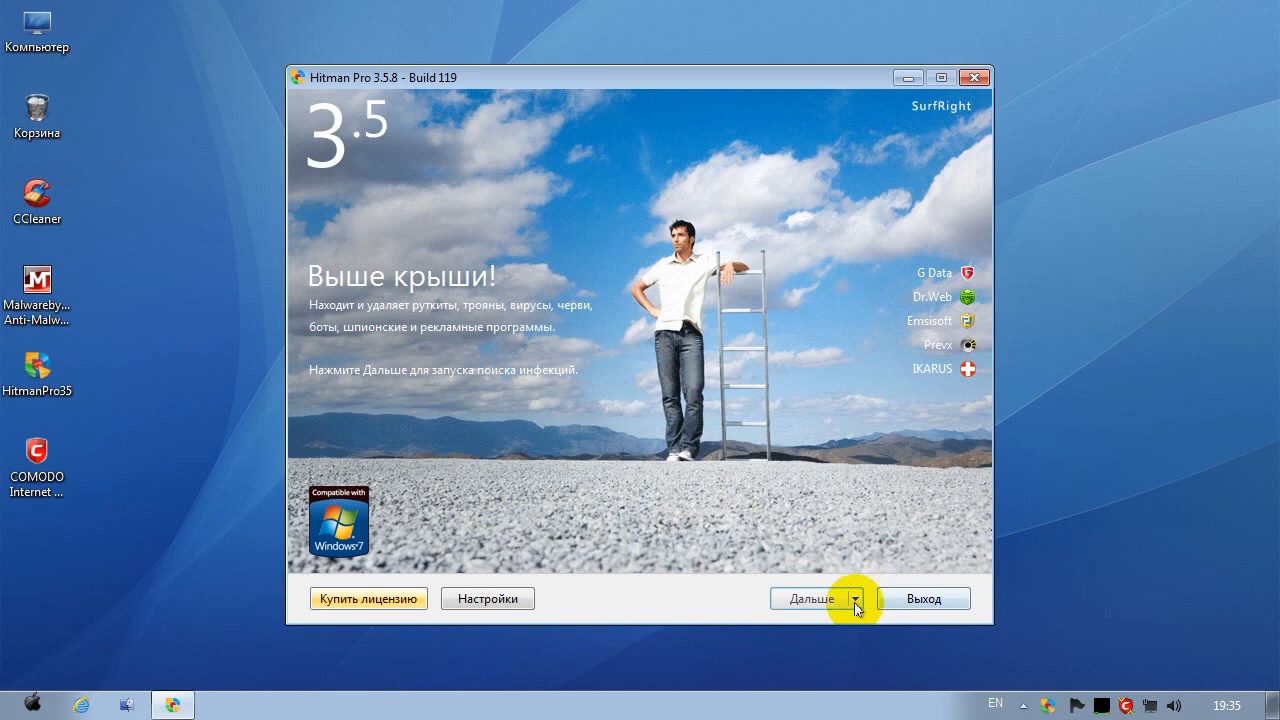 Компьютер
Корзина
CCleaner
Malwareby...
Anti-Malw...
HitmanPro35
COMODO
Internet ...
Hitman Pro 3.5.8 - Build 119
3.5
SurfRight
Выше крыши!
Находит и удаляет руткиты, трояны, вирусы, черви,
боты, шпионские и рекламные программы.
Нажмите Дальше для запуска поиска инфекций.
G Data
Dr.Web
Emsisoft
Prevx
IKARUS
Compatible with
Windows®7
Купить лицензию
Настройки
Дальше
Выход
EN
19:35